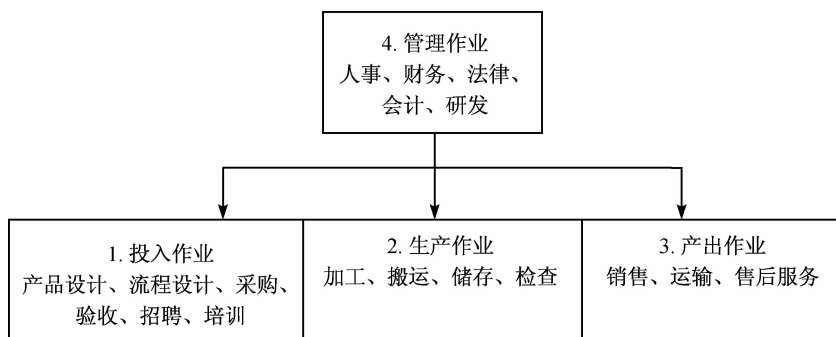 4. 管理作业
人事、财务、法律、
会计、研发
1. 投入作业
产品设计、流程设计、采购、
验收、招聘、培训
2. 生产作业
加工、搬运、储存、检查
3. 产出作业
销售、运输、售后服务